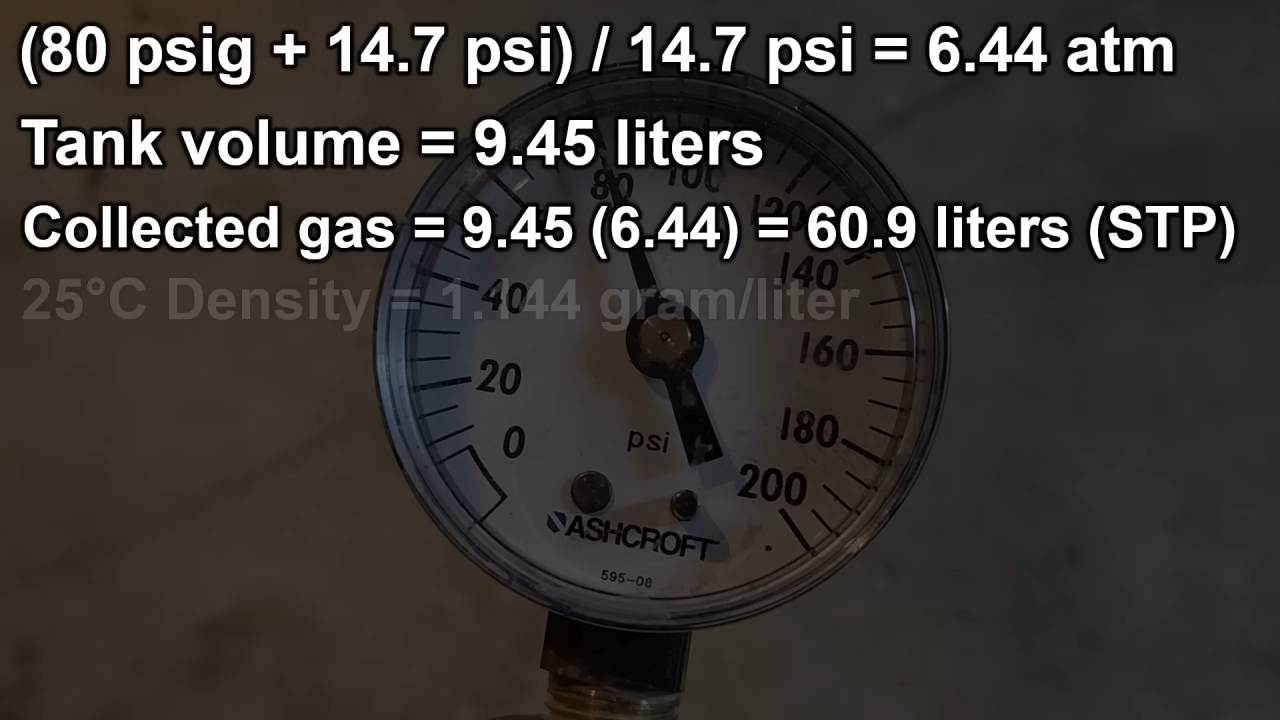 (80 psig + 14.7 psi) / 14.7 psi = 6.44 atm
Tank volume = 9.45 liters
80 100
120
Collected gas = 9.45 (6.44) = 60.9 liters (STP)
140
25°C Density = 1.144 gram/liter
40
160
20
180
0
psi
200
ASHCROFT
595-08